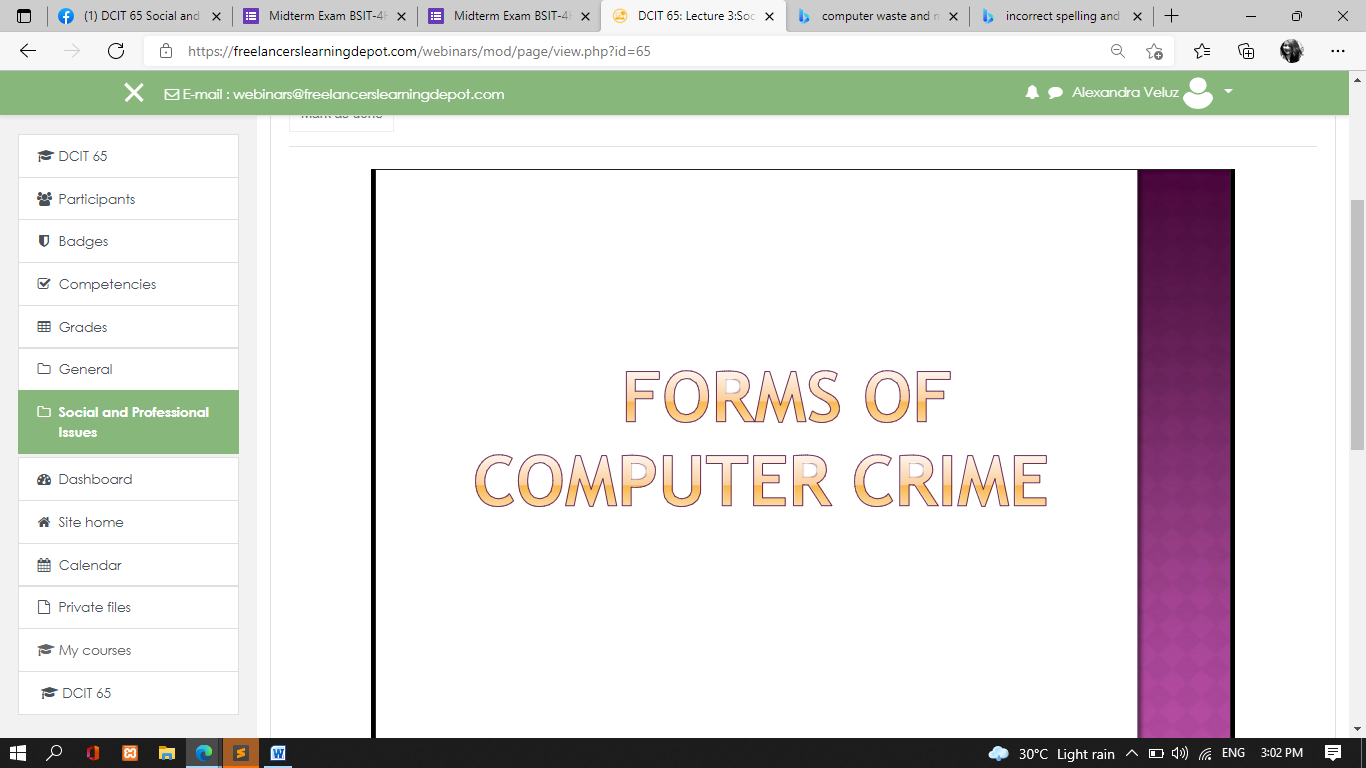 (1) DCIT 65 Social and
Midterm Exam BSIT-4
Midterm Exam BSIT-4
DCIT 65: Lecture 3:Soc
computer waste and
incorrect spelling and
https://freelancerslearningdepot.com/webinars/mod/page/view.php?id=65
E-mail : webinars@freelancerslearningdepot.com
Alexandra Veluz
Mark as done
DCIT 65
Participants
Badges
Competencies
Grades
General
Social and Professional
Issues
Dashboard
Site home
Calendar
Private files
My courses
DCIT 65
FORMS OF
COMPUTER CRIME
30°C Light rain
ENG
3:02 PM